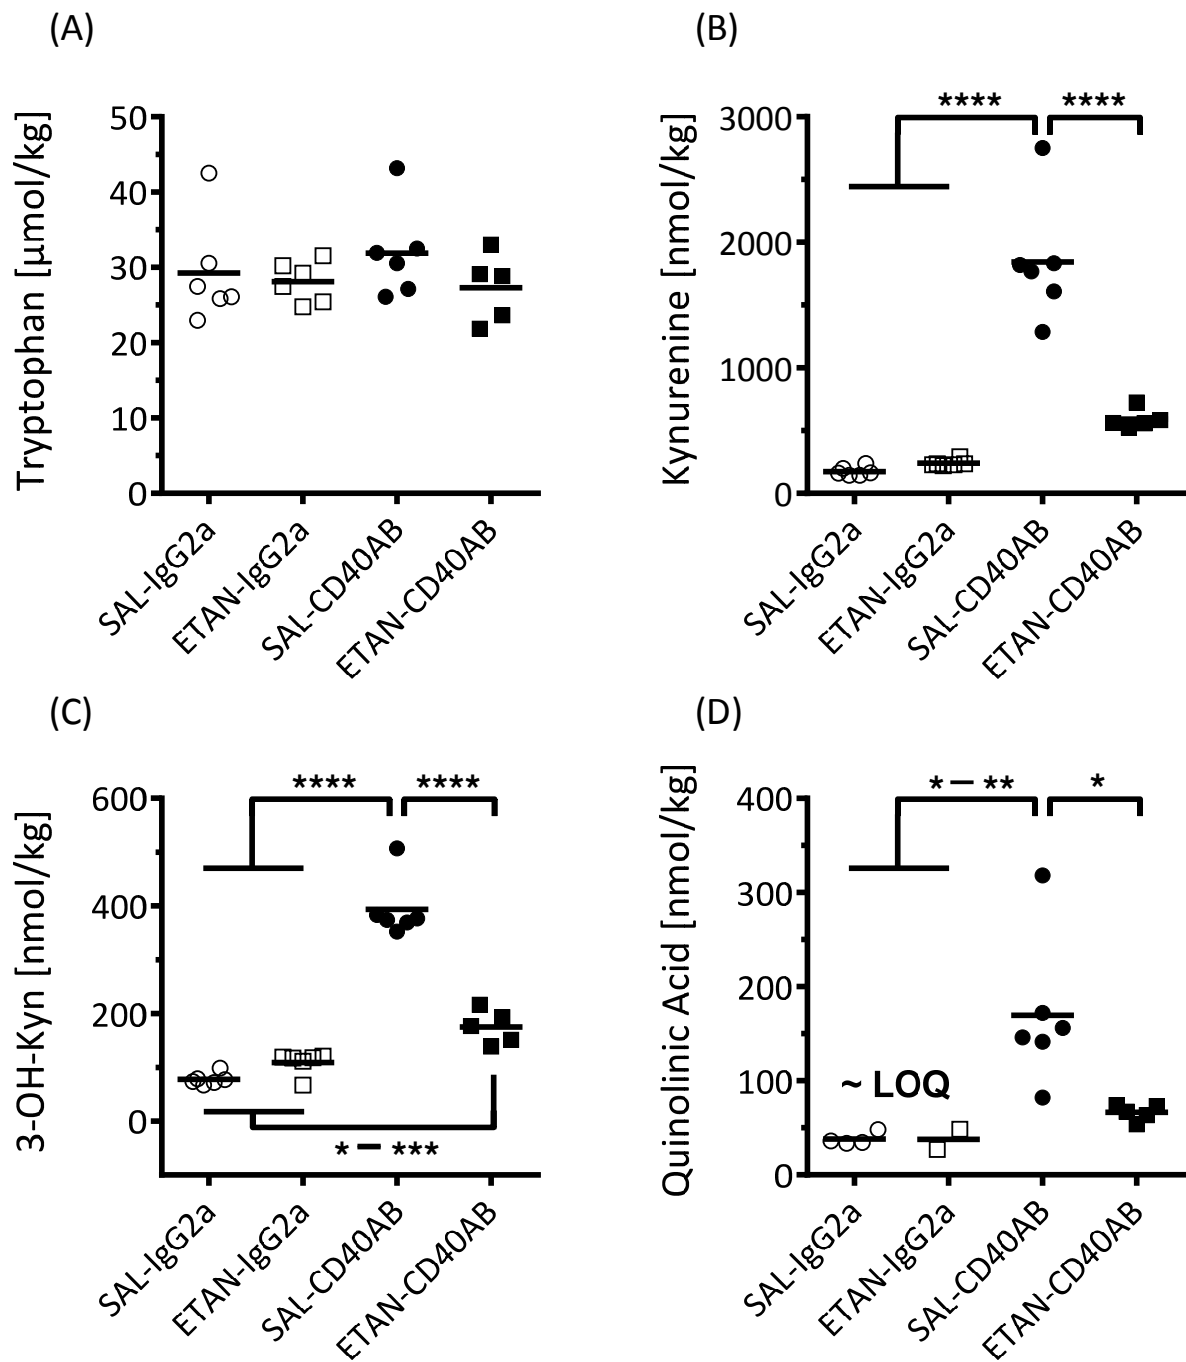 (A)
Tryptophan [µmol/kg]
50
40
30
20
10
0
SAL-IgG2a
ETAN-IgG2a
SAL-CD40AB
ETAN-CD40AB
(B)
Kynurenine [nmol/kg]
**** ****
3000
2000
1000
0
SAL-IgG2a
ETAN-IgG2a
SAL-CD40AB
ETAN-CD40AB
(C)
3-OH-Kyn [nmol/kg]
**** ****
600
400
200
0
* — ***
SAL-IgG2a
ETAN-IgG2a
SAL-CD40AB
ETAN-CD40AB
(D)
Quinolinic Acid [nmol/kg]
* — ** *
400
300
200
100
0
~ LOQ
SAL-IgG2a
ETAN-IgG2a
SAL-CD40AB
ETAN-CD40AB